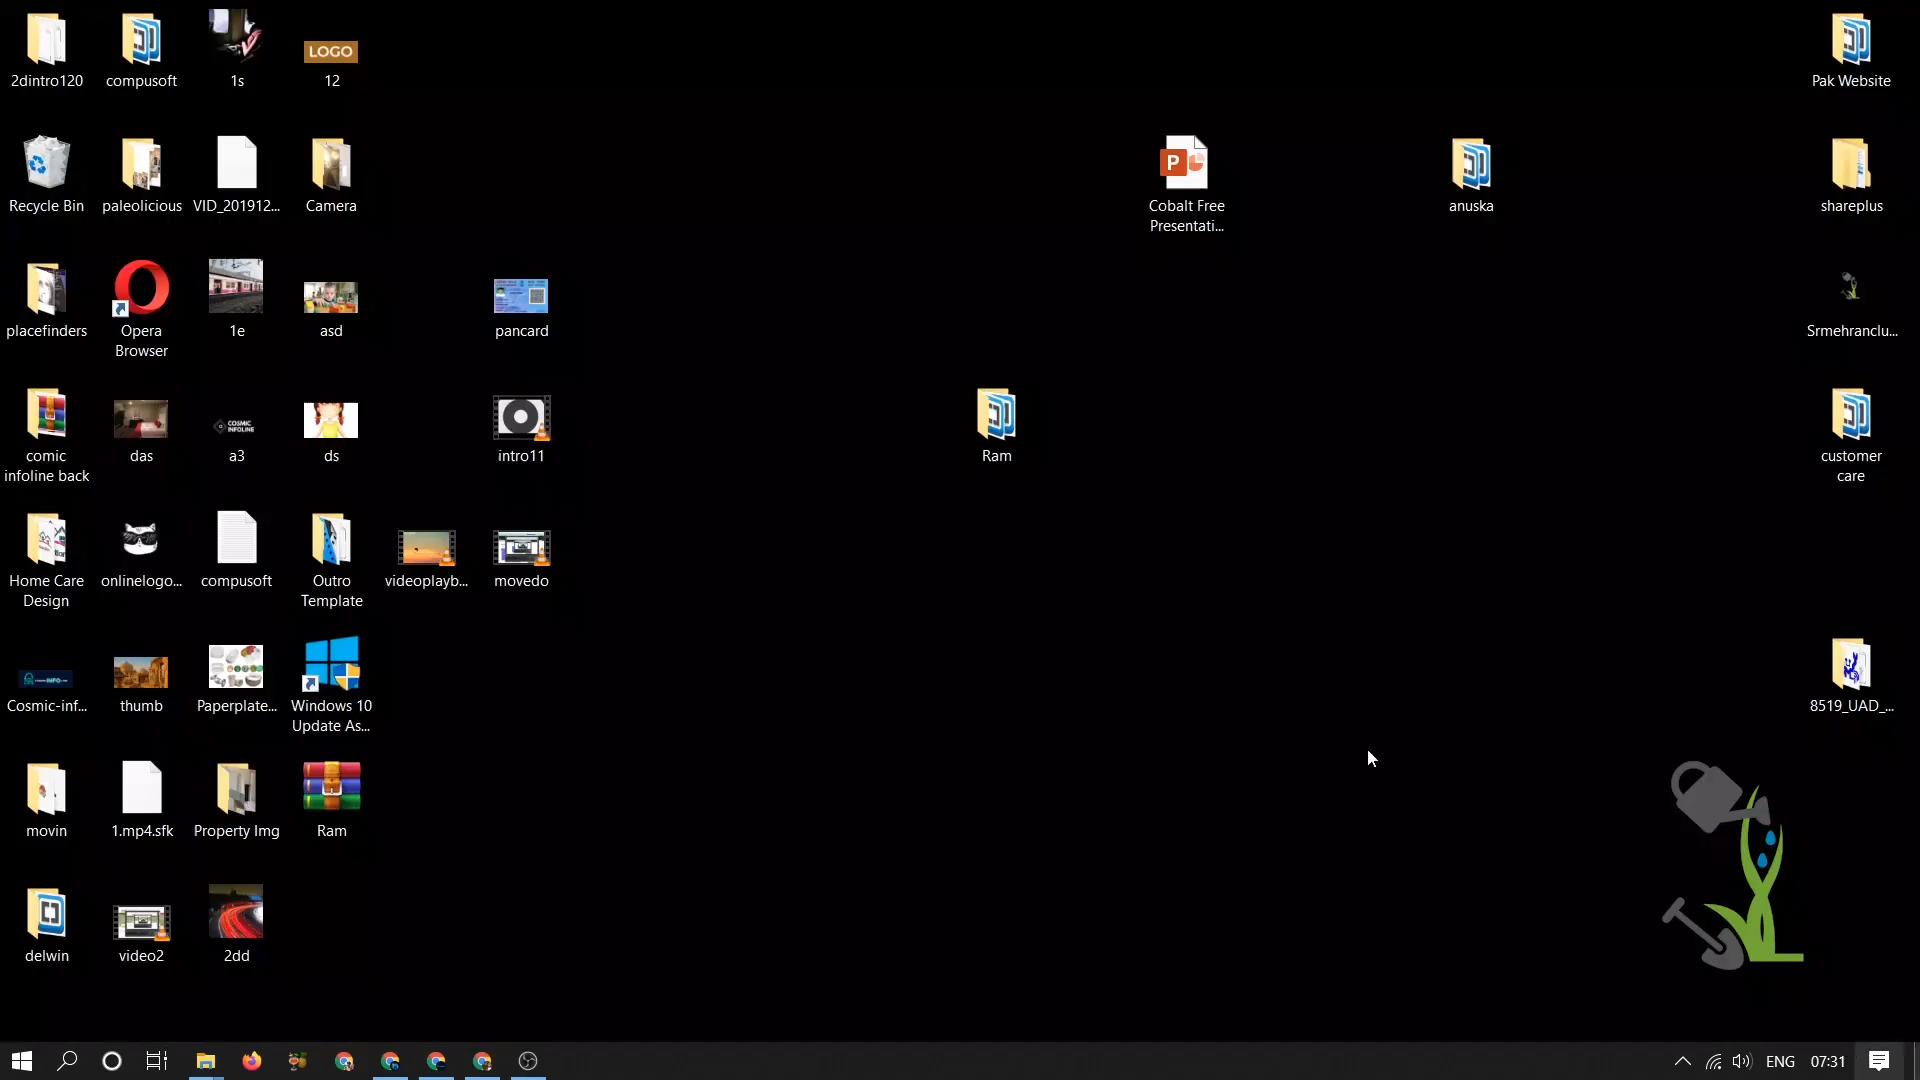 2dintro120
compusoft
1s
LOGO
12
Pak Website
Recycle Bin
paleolicious
VID_201912...
Camera
Cobalt Free
Presentati...
anuska
shareplus
placefinders
Opera
Browser
1e
asd
pancard
Srmehranclu...
comic
infoline back
das
COSMIC
INFOLINE
a3
ds
intro11
Ram
customer
care
Home Care
Design
onlinelogo...
compusoft
Outro
Template
videoplayb...
movedo
Cosmic-inf...
thumb
Paperplate...
Windows 10
Update As...
8519_UAD_...
movin
1.mp4.sfk
Property Img
Ram
delwin
video2
2dd
ENG
07:31